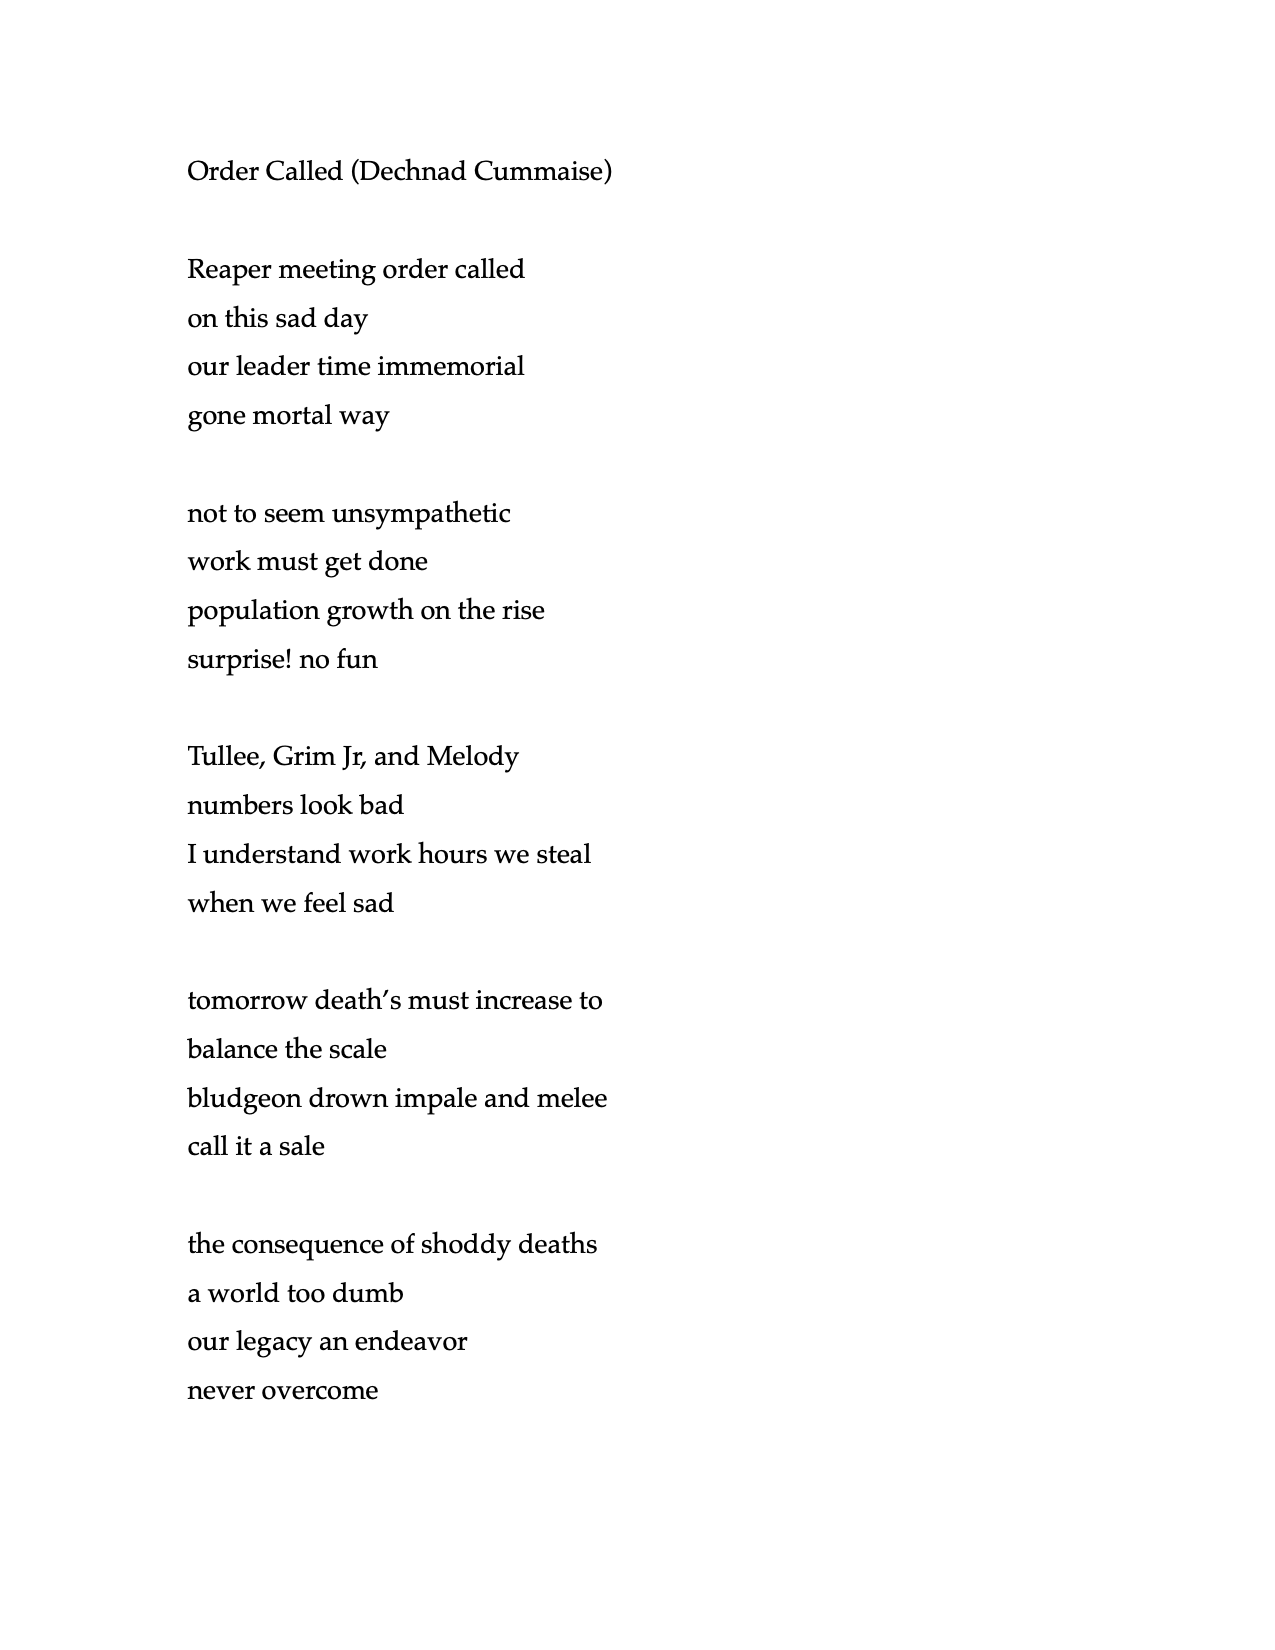 Order Called (Dechnad Cummaise)
Reaper meeting order called
on this sad day
our leader time immemorial
gone mortal way
not to seem unsympathetic
work must get done
population growth on the rise
surprise! no fun
Tullee, Grim Jr, and Melody
numbers look bad
I understand work hours we steal
when we feel sad
tomorrow death’s must increase to
balance the scale
bludgeon drown impale and melee
call it a sale
the consequence of shoddy deaths
a world too dumb
our legacy an endeavor
never overcome